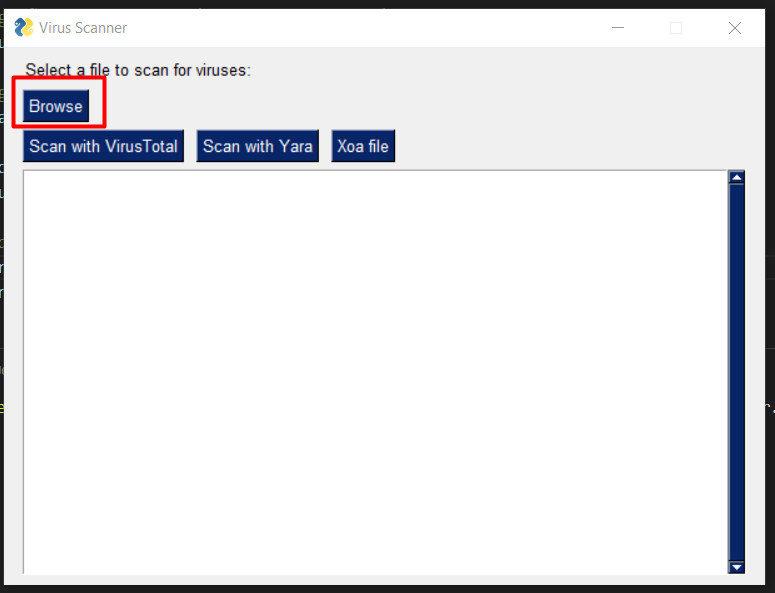 Virus Scanner
Select a file to scan for viruses:
Browse
Scan with VirusTotal Scan with Yara Xoa file